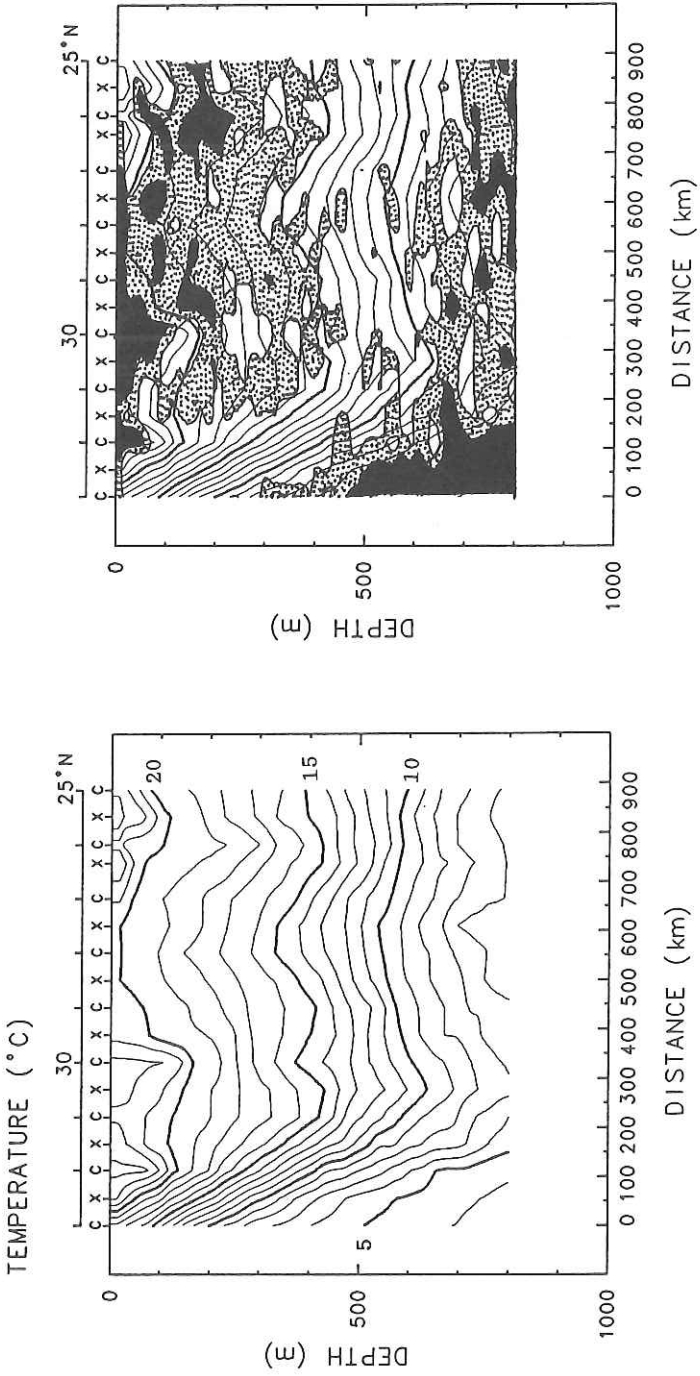 TEMPERATURE (°C)
30
25°N
C X C X C X C X C X C X C X C X C
0
500
1000
DEPTH (m)
20
15
10
5
0 100 200 300 400 500 600 700 800 900
DISTANCE (km)
30
25°N
C X C X C X C X C X C X C X C X C
0
500
1000
DEPTH (m)
0 100 200 300 400 500 600 700 800 900
DISTANCE (km)